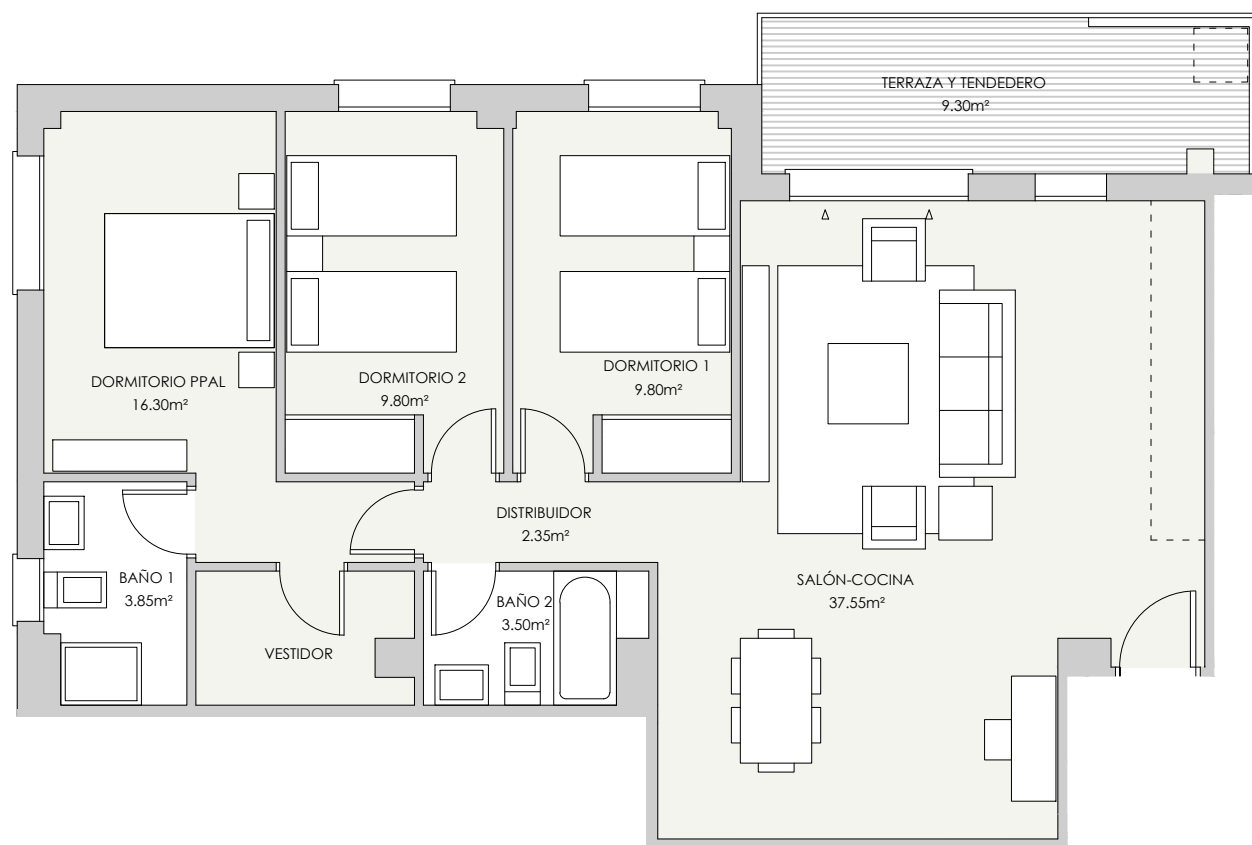 TERRAZA Y TENDEDERO
9.30m²
DORMITORIO PPAL
16.30m²
DORMITORIO 2
9.80m²
DORMITORIO 1
9.80m²
DISTRIBUIDOR
2.35m²
BAÑO 1
3.85m²
VESTIDOR
BAÑO 2
3.50m²
SALÓN-COCINA
37.55m²